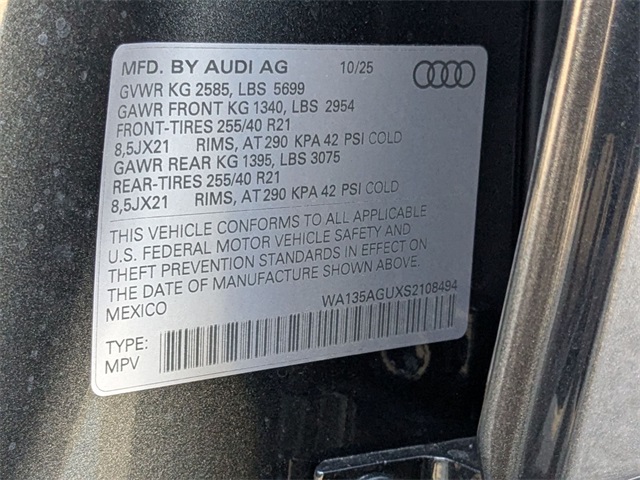 MFD. BY AUDI AG 10/25
GVWR KG 2585, LBS 5699
GAWR FRONT KG 1340, LBS 2954
FRONT-TIRES 255/40 R21
8,5JX21 RIMS, AT 290 KPA 42 PSI COLD
GAWR REAR KG 1395, LBS 3075
REAR-TIRES 255/40 R21
8,5JX21 RIMS, AT 290 KPA 42 PSI COLD
THIS VEHICLE CONFORMS TO ALL APPLICABLE
U.S. FEDERAL MOTOR VEHICLE SAFETY AND
THEFT PREVENTION STANDARDS IN EFFECT ON
THE DATE OF MANUFACTURE SHOWN ABOVE.
MEXICO WA135AGUXS2108494
TYPE:
MPV